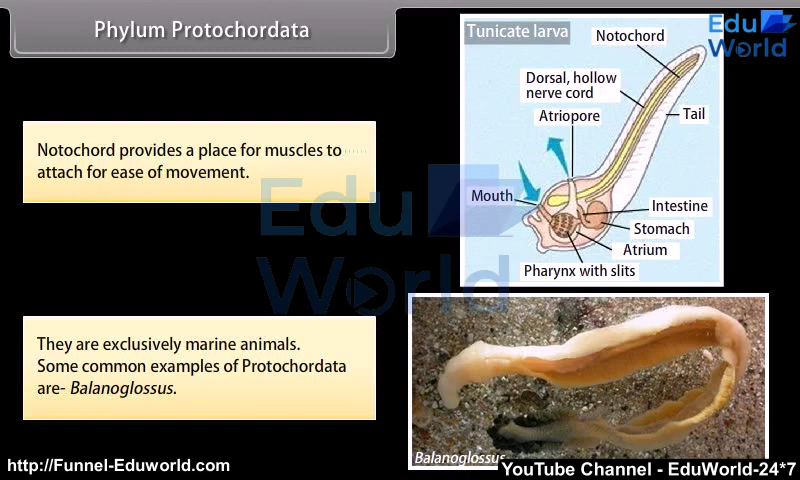 Phylum Protochordata
Edu
World
Tunicate larva
Notochord
Dorsal, hollow
nerve cord
Atriopore
Tail
Mouth
Intestine
Stomach
Atrium
Pharynx with slits
Notochord provides a place for muscles to
attach for ease of movement.
Edu
World
They are exclusively marine animals.
Some common examples of Protochordata
are- Balanoglossus.
Balanoglossus
http://Funnel-Eduworld.com
YouTube Channel - EduWorld-24*7